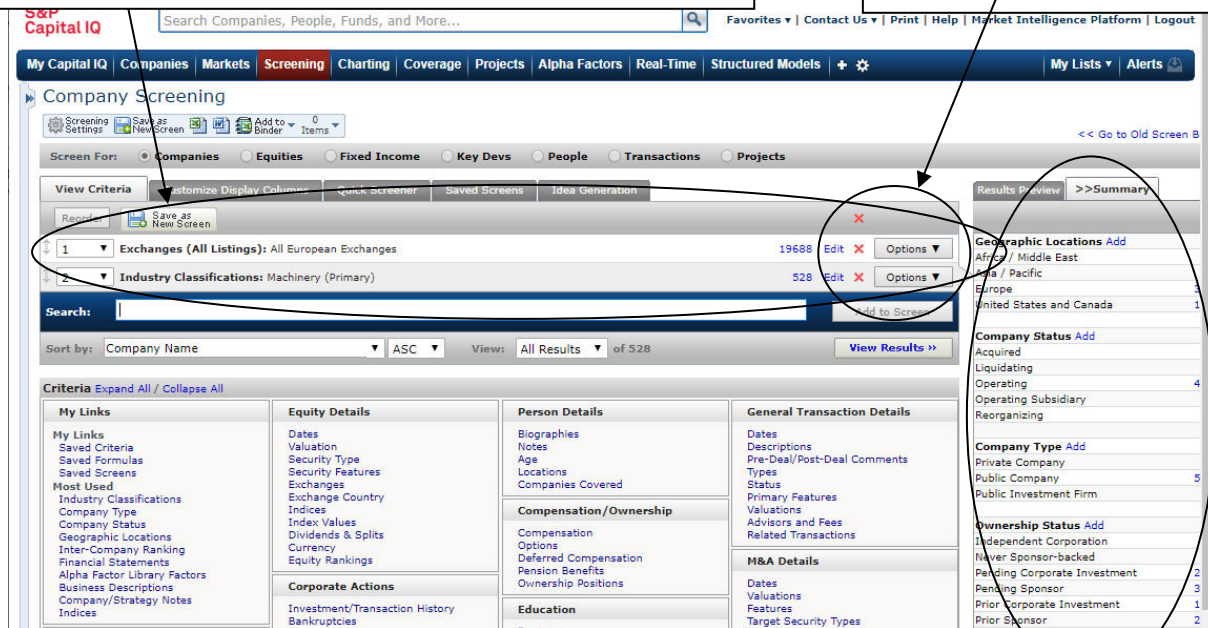 S&P
Capital IQ
Search Companies, People, Funds, and More...
Favorites ▾ | Contact Us ▾ | Print | Help | Market Intelligence Platform | Logout
My Capital IQ | Companies | Markets | Screening | Charting | Coverage | Projects | Alpha Factors | Real-Time | Structured Models
My Lists ▾ | Alerts
Company Screening
Screening Settings
Save as New Screen
Add to Binder
0 Items
<< Go to Old Screen B
Screen For: Companies Equities Fixed Income Key Devs People Transactions Projects
View Criteria
Customize Display Columns
Quick Screener
Saved Screens
Idea Generation
Results Preview
>>Summary
Reorder
Save as New Screen
1 Exchanges (All Listings): All European Exchanges 19688 Edit Options ▼
2 Industry Classifications: Machinery (Primary) 528 Edit Options ▼
Search:
Add to Screen
Sort by: Company Name ASC View: All Results of 528
View Results »
Criteria Expand All / Collapse All
My Links
My Links
Saved Criteria
Saved Formulas
Saved Screens
Most Used
Industry Classifications
Company Type
Company Status
Geographic Locations
Inter-Company Ranking
Financial Statements
Alpha Factor Library Factors
Business Descriptions
Company/Strategy Notes
Indices
Equity Details
Dates
Valuation
Security Type
Security Features
Exchanges
Exchange Country
Indices
Index Values
Dividends & Splits
Currency
Equity Rankings
Corporate Actions
Investment/Transaction History
Bankruptcies
Person Details
Biographies
Notes
Age
Locations
Companies Covered
Compensation/Ownership
Compensation
Options
Deferred Compensation
Pension Benefits
Ownership Positions
Education
General Transaction Details
Dates
Descriptions
Pre-Deal/Post-Deal Comments
Types
Status
Primary Features
Valuations
Advisors and Fees
Related Transactions
M&A Details
Dates
Valuations
Features
Target Security Types
Geographic Locations Add
Africa / Middle East
Asia / Pacific
Europe 3
United States and Canada 1
Company Status Add
Acquired
Liquidating
Operating 4
Operating Subsidiary
Reorganizing
Company Type Add
Private Company
Public Company 5
Public Investment Firm
Ownership Status Add
Independent Corporation
Never Sponsor-backed
Pending Corporate Investment 2
Pending Sponsor 3
Prior Corporate Investment 1
Prior Sponsor 2